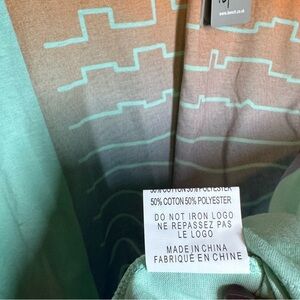 50% COTTON 50% POLYESTER
50% COTON 50% POLYESTER
DO NOT IRON LOGO
NE REPASSEZ PAS
LE LOGO
MADE IN CHINA
FABRIQUÉ EN CHINE